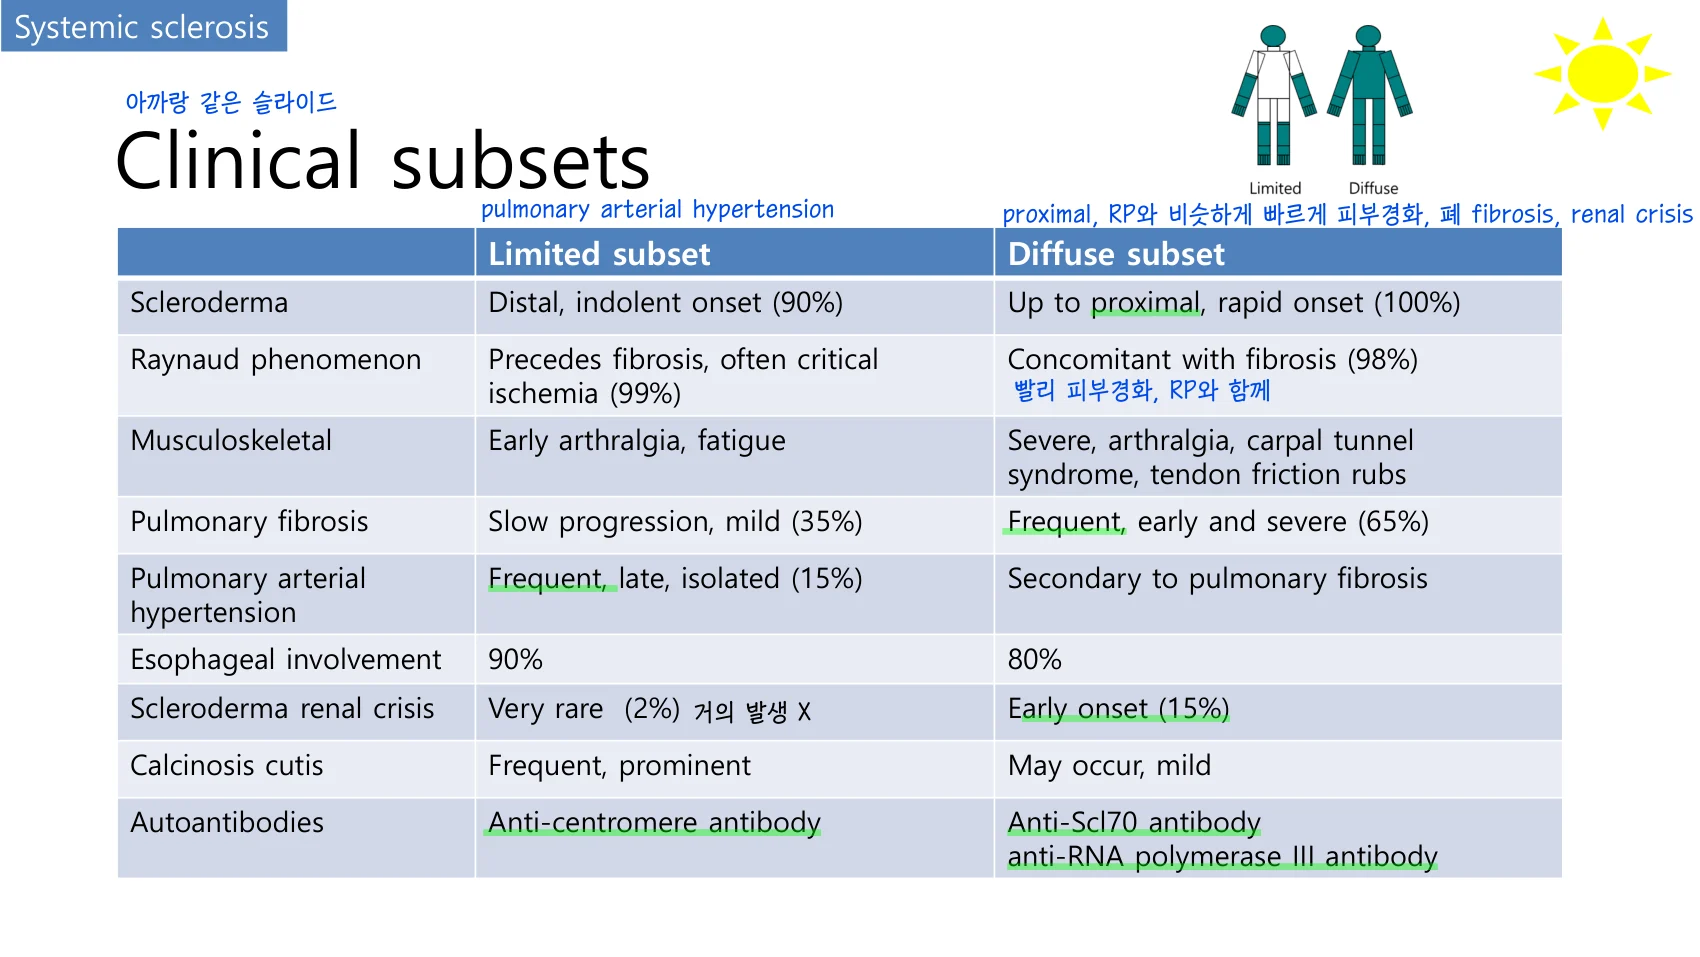 Systemic sclerosis
아까랑 같은 슬라이드
Clinical subsets
Limited Diffuse
pulmonary arterial hypertension
proximal, RP와 비슷하게 빠르게 피부경화, 폐 fibrosis, renal crisis
Limited subset Diffuse subset
Scleroderma Distal, indolent onset (90%) Up to proximal, rapid onset (100%)
Raynaud phenomenon Precedes fibrosis, often critical Concomitant with fibrosis (98%)
ischemia (99%) 빨리 피부경화, RP와 함께
Musculoskeletal Early arthralgia, fatigue Severe, arthralgia, carpal tunnel
syndrome, tendon friction rubs
Pulmonary fibrosis Slow progression, mild (35%) Frequent, early and severe (65%)
Pulmonary arterial Frequent, late, isolated (15%) Secondary to pulmonary fibrosis
hypertension
Esophageal involvement 90% 80%
Scleroderma renal crisis Very rare (2%) 거의 발생 X Early onset (15%)
Calcinosis cutis Frequent, prominent May occur, mild
Autoantibodies Anti-centromere antibody Anti-Scl70 antibody
anti-RNA polymerase III antibody